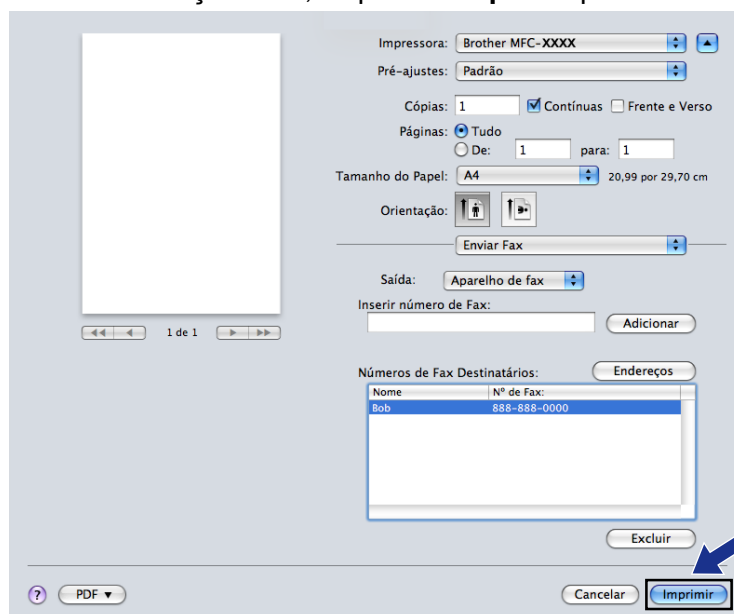 Impressora: Brother MFC-XXXX
Pré-ajustes: Padrão
Cópias: 1 Contínuas Frente e Verso
Páginas: Tudo
De: 1 para: 1
Tamanho do Papel: A4 20,99 por 29,70 cm
Orientação:
Enviar Fax
Saída: Aparelho de fax
Inserir número de Fax:
Adicionar
1 de 1
Números de Fax Destinatários: Endereços
Nome Nº de Fax:
Bob 888-888-0000
Excluir
? PDF ▼ Cancelar Imprimir